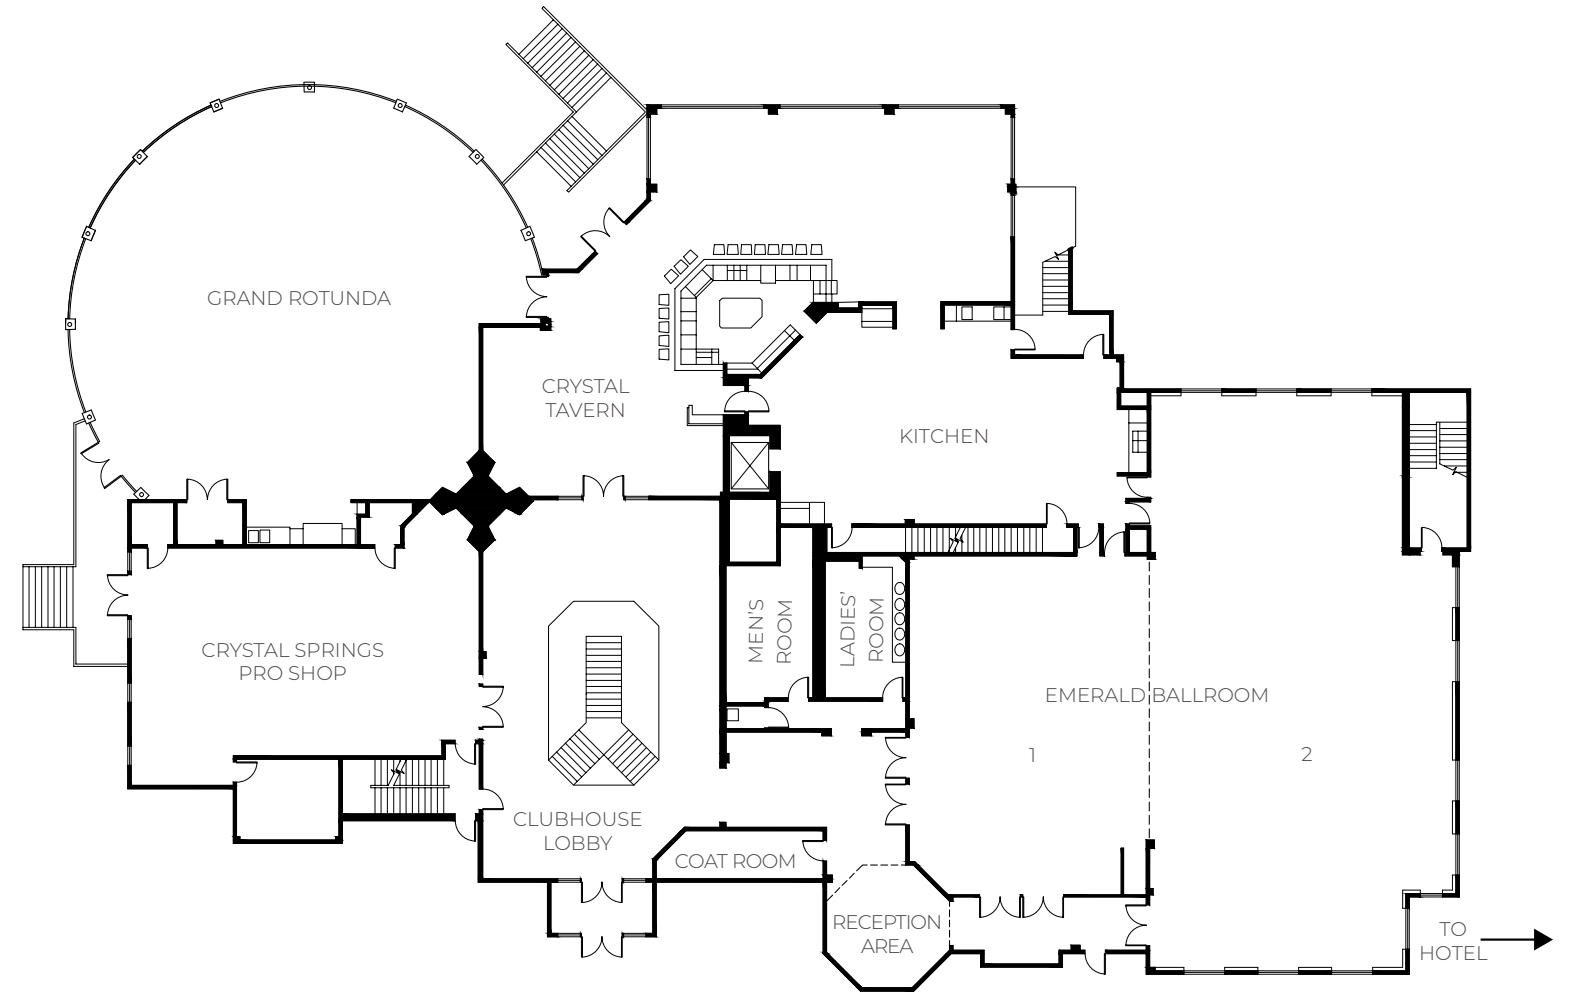 GRAND ROTUNDA
CRYSTAL
TAVERN
KITCHEN
MEN'S
ROOM
LADIES'
ROOM
CRYSTAL SPRINGS
PRO SHOP
EMERALD BALLROOM
1
2
CLUBHOUSE
LOBBY
COAT ROOM
RECEPTION
AREA
TO
HOTEL